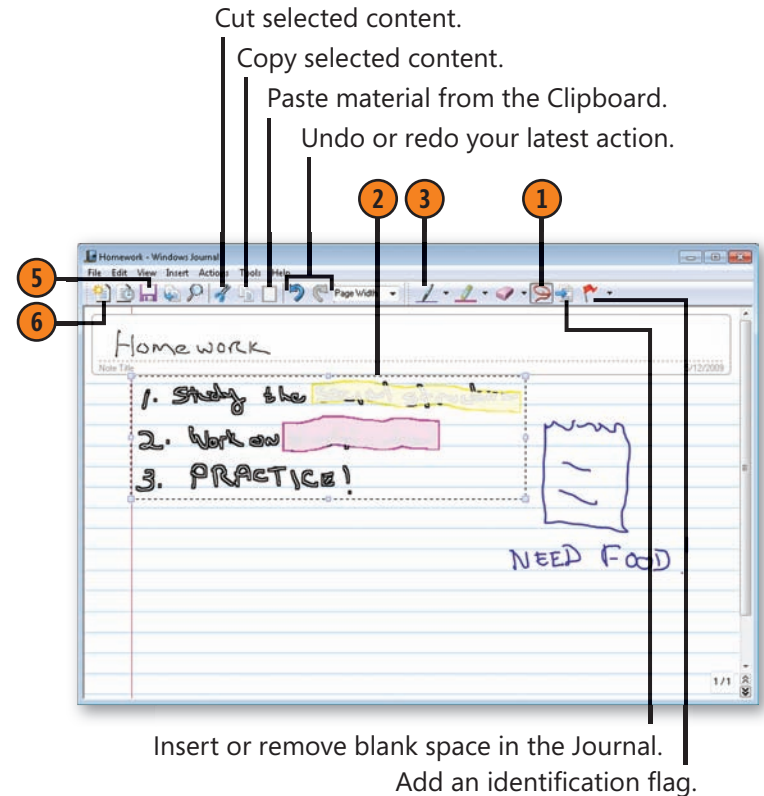 Cut selected content.
Copy selected content.
Paste material from the Clipboard.
Undo or redo your latest action.
2 3 1
Homework - Windows Journal
File Edit View Insert Actions Tools Help
5
Page Width
6
Homework
Note Title
/12/2009
2
1. Study the
2. Work on
3. PRACTICE!
NEED FOOD
1/1
Insert or remove blank space in the Journal.
Add an identification flag.